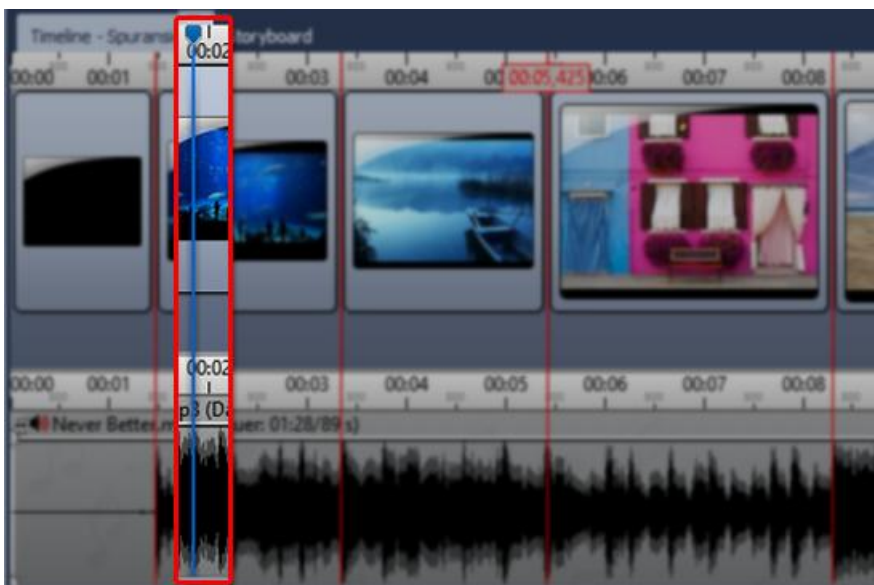 Timeline - Spurans toryboard
00:00 00:01 00:02 00:03 00:04 00:05,425 00:06 00:07 00:08
00:02
00:00 00:01 00:03 00:04 00:05 00:06 00:07 00:08
Never Better.m p3 (Da uer: 01:28/89 s)